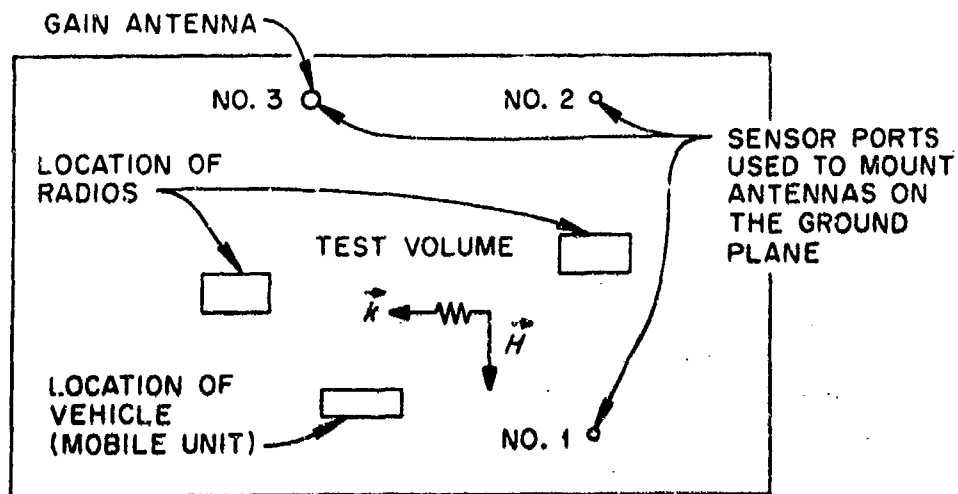 GAIN ANTENNA
NO. 3
NO. 2
SENSOR PORTS
USED TO MOUNT
ANTENNAS ON
THE GROUND
PLANE
LOCATION OF
RADIOS
TEST VOLUME
k
H
LOCATION OF
VEHICLE
(MOBILE UNIT)
NO. 1